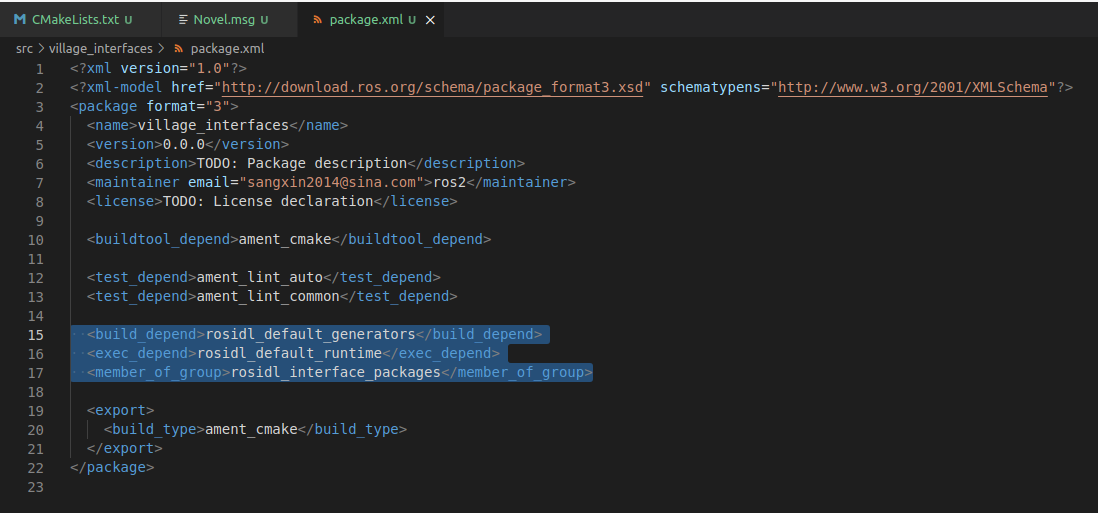 CMakeLists.txt U
Novel.msg U
package.xml U
src > village_interfaces > package.xml
1 <?xml version="1.0"?>
2 <?xml-model href="http://download.ros.org/schema/package_format3.xsd" schematypens="http://www.w3.org/2001/XMLSchema"?>
3 <package format="3">
4 <name>village_interfaces</name>
5 <version>0.0.0</version>
6 <description>TODO: Package description</description>
7 <maintainer email="sangxin2014@sina.com">ros2</maintainer>
8 <license>TODO: License declaration</license>
9
10 <buildtool_depend>ament_cmake</buildtool_depend>
11
12 <test_depend>ament_lint_auto</test_depend>
13 <test_depend>ament_lint_common</test_depend>
14
15 <build_depend>rosidl_default_generators</build_depend>
16 <exec_depend>rosidl_default_runtime</exec_depend>
17 <member_of_group>rosidl_interface_packages</member_of_group>
18
19 <export>
20 <build_type>ament_cmake</build_type>
21 </export>
22 </package>
23